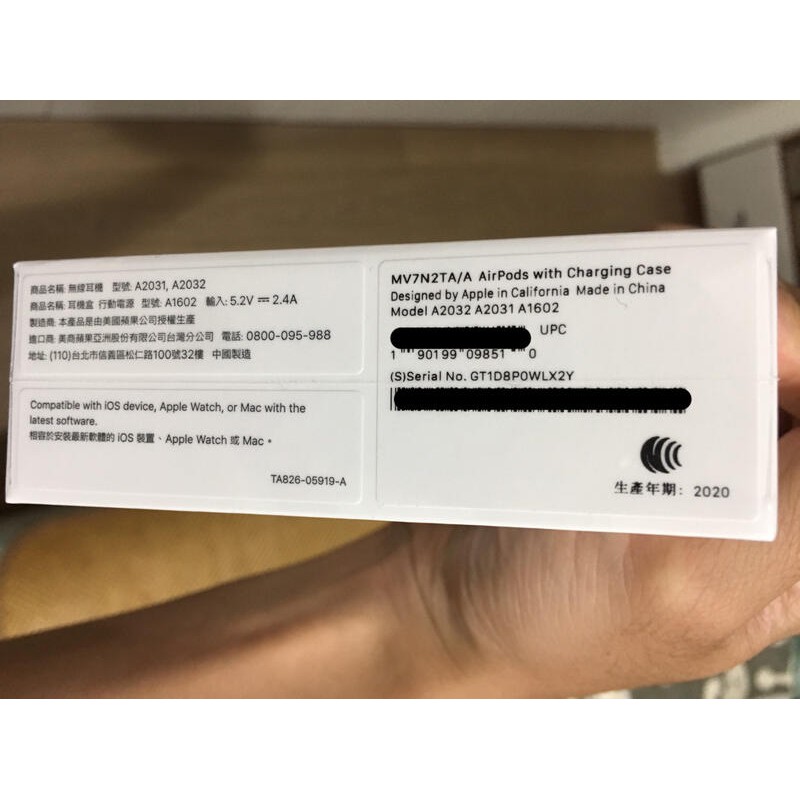 商品名稱: 無線耳機 型號: A2031, A2032
商品名稱: 耳機盒 行動電源 型號: A1602 輸入: 5.2V ⎓ 2.4A
製造商: 本產品是由美國蘋果公司授權生產
進口商: 美商蘋果亞洲股份有限公司台灣分公司 電話: 0800-095-988
地址: (110)台北市信義區松仁路100號32樓 中國製造
Compatible with iOS device, Apple Watch, or Mac with the
latest software.
相容於安裝最新軟體的 iOS 裝置、Apple Watch 或 Mac。
TA826-05919-A
MV7N2TA/A AirPods with Charging Case
Designed by Apple in California Made in China
Model A2032 A2031 A1602
UPC
1 90199 09851 0
(S)Serial No. GT1D8P0WLX2Y
生產年期: 2020